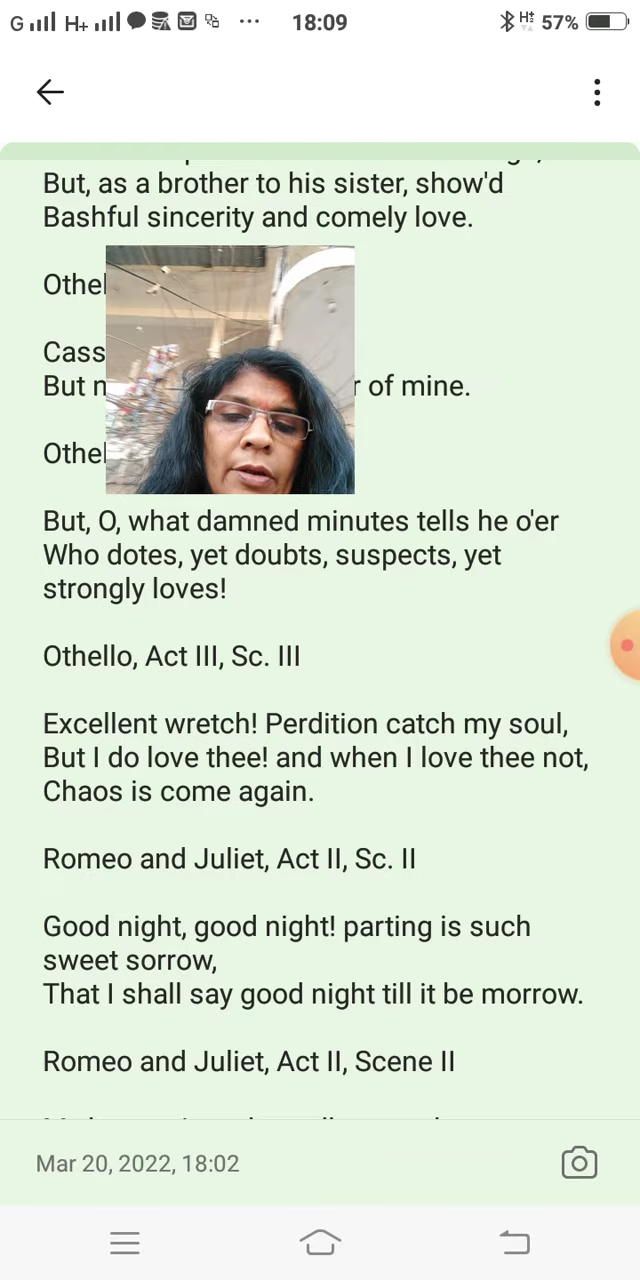 G H+ ... 18:09 57%
But, as a brother to his sister, show'd
Bashful sincerity and comely love.
Othel
Cass
But of mine.
Othel
But, O, what damned minutes tells he o'er
Who dotes, yet doubts, suspects, yet
strongly loves!
Othello, Act III, Sc. III
Excellent wretch! Perdition catch my soul,
But I do love thee! and when I love thee not,
Chaos is come again.
Romeo and Juliet, Act II, Sc. II
Good night, good night! parting is such
sweet sorrow,
That I shall say good night till it be morrow.
Romeo and Juliet, Act II, Scene II
Mar 20, 2022, 18:02